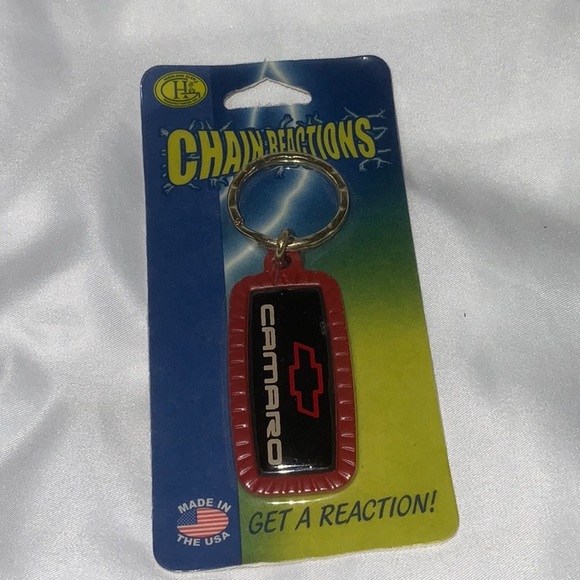 CHAIN REACTIONS
CAMARO
MADE IN
THE USA
GET A REACTION!